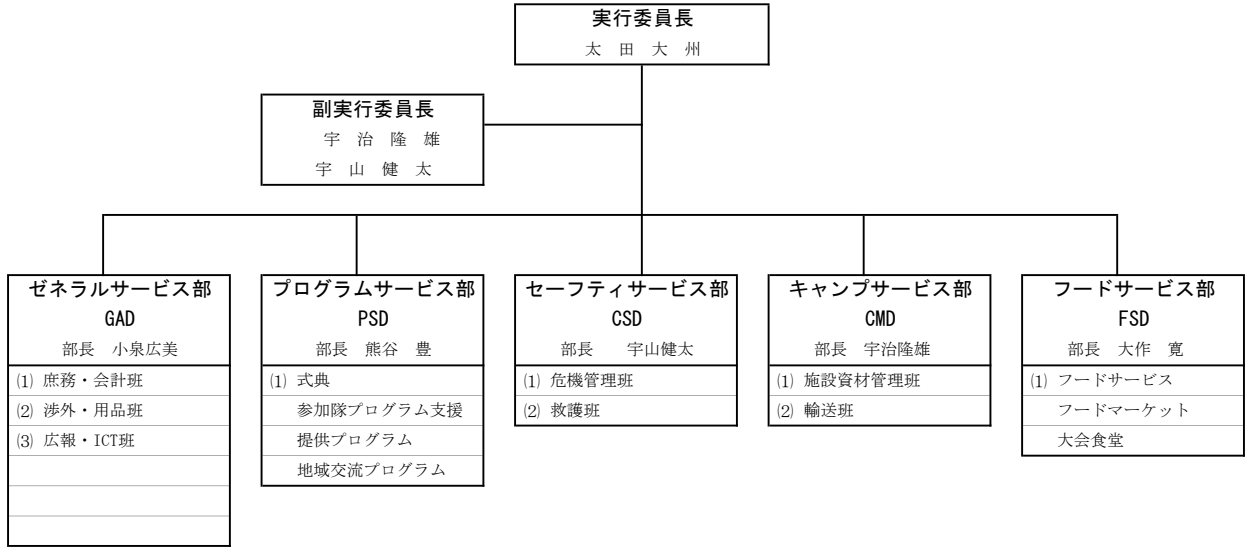 実行委員長
太 田 大 州
副実行委員長
宇 治 隆 雄
宇 山 健 太
ゼネラルサービス部
GAD
部長 小泉広美
(1) 庶務・会計班
(2) 渉外・用品班
(3) 広報・ICT班
プログラムサービス部
PSD
部長 熊谷 豊
(1) 式典
参加隊プログラム支援
提供プログラム
地域交流プログラム
セーフティサービス部
CSD
部長 宇山健太
(1) 危機管理班
(2) 救護班
キャンプサービス部
CMD
部長 宇治隆雄
(1) 施設資材管理班
(2) 輸送班
フードサービス部
FSD
部長 大作 寛
(1) フードサービス
フードマーケット
大会食堂